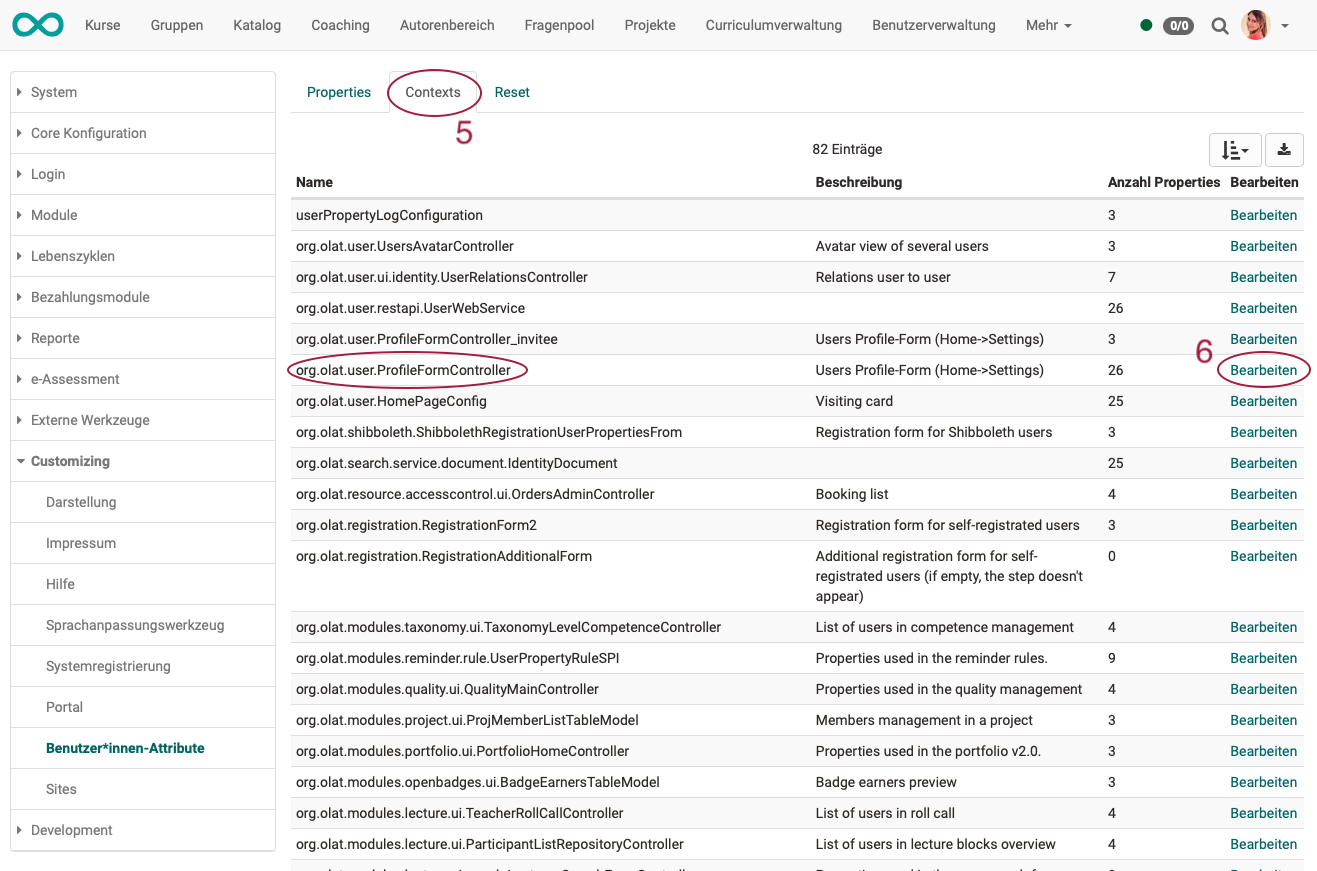 Kurse Gruppen Katalog Coaching Autorenbereich Fragenpool Projekte Curriculumverwaltung Benutzerverwaltung Mehr 0/0
System
Core Konfiguration
Login
Module
Lebenszyklen
Bezahlungsmodule
Reporte
e-Assessment
Externe Werkzeuge
Customizing
Darstellung
Impressum
Hilfe
Sprachanpassungswerkzeug
Systemregistrierung
Portal
Benutzer*innen-Attribute
Sites
Development
Properties Contexts Reset
5
82 Einträge
Name Beschreibung Anzahl Properties Bearbeiten
userPropertyLogConfiguration 3 Bearbeiten
org.olat.user.UsersAvatarController Avatar view of several users 3 Bearbeiten
org.olat.user.ui.identity.UserRelationsController Relations user to user 7 Bearbeiten
org.olat.user.restapi.UserWebService 26 Bearbeiten
org.olat.user.ProfileFormController_invitee Users Profile-Form (Home->Settings) 3 Bearbeiten
6
org.olat.user.ProfileFormController Users Profile-Form (Home->Settings) 26 Bearbeiten
org.olat.user.HomePageConfig Visiting card 25 Bearbeiten
org.olat.shibboleth.ShibbolethRegistrationUserPropertiesFrom Registration form for Shibboleth users 3 Bearbeiten
org.olat.search.service.document.IdentityDocument 25 Bearbeiten
org.olat.resource.accesscontrol.ui.OrdersAdminController Booking list 4 Bearbeiten
org.olat.registration.RegistrationForm2 Registration form for self-registrated users 3 Bearbeiten
org.olat.registration.RegistrationAdditionalForm Additional registration form for self- 0 Bearbeiten
registrated users (if empty, the step doesn't
appear)
org.olat.modules.taxonomy.ui.TaxonomyLevelCompetenceController List of users in competence management 4 Bearbeiten
org.olat.modules.reminder.rule.UserPropertyRuleSPI Properties used in the reminder rules. 9 Bearbeiten
org.olat.modules.quality.ui.QualityMainController Properties used in the quality management 4 Bearbeiten
org.olat.modules.project.ui.ProjMemberListTableModel Members management in a project 3 Bearbeiten
org.olat.modules.portfolio.ui.PortfolioHomeController Properties used in the portfolio v2.0. 3 Bearbeiten
org.olat.modules.openbadges.ui.BadgeEarnersTableModel Badge earners preview 3 Bearbeiten
org.olat.modules.lecture.ui.TeacherRollCallController List of users in roll call 4 Bearbeiten
org.olat.modules.lecture.ui.ParticipantListRepositoryController List of users in lecture blocks overview 4 Bearbeiten